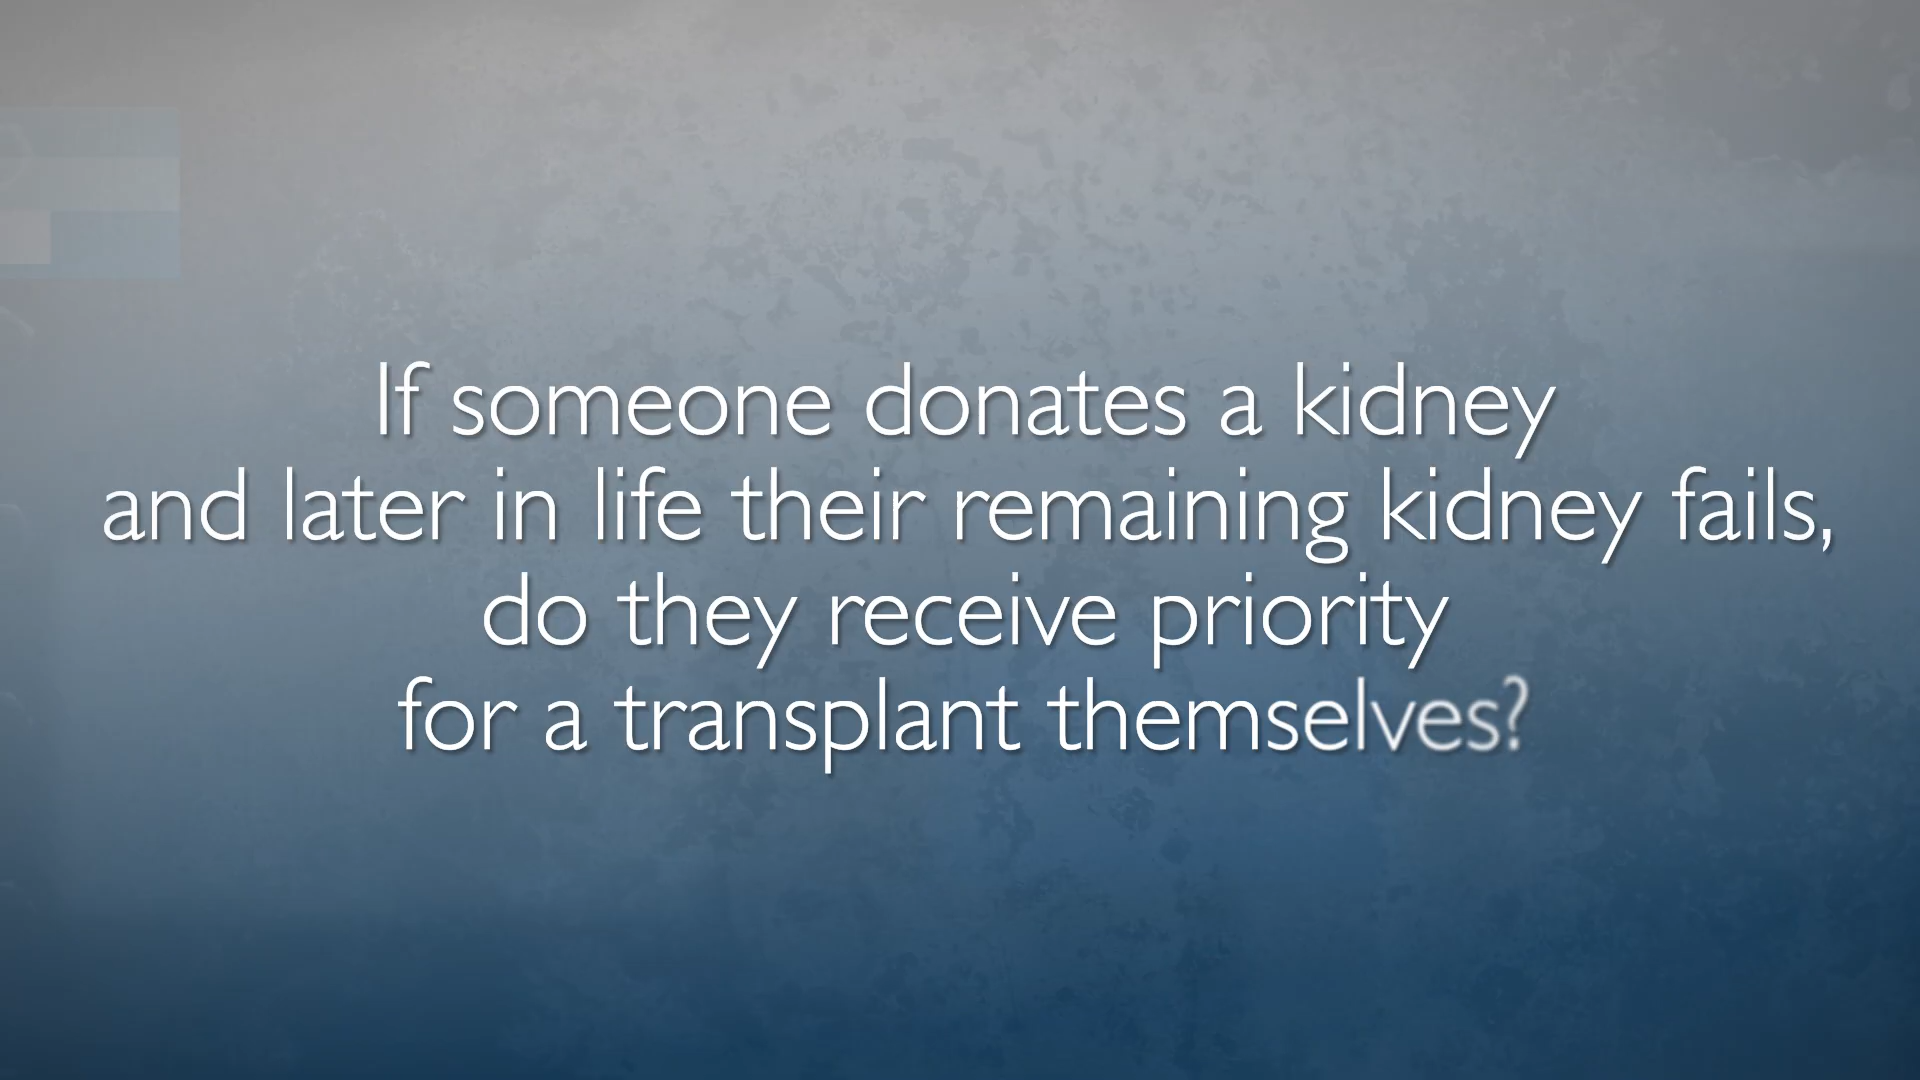 If someone donates a kidney
and later in life their remaining kidney fails,
do they receive priority
for a transplant themselves?